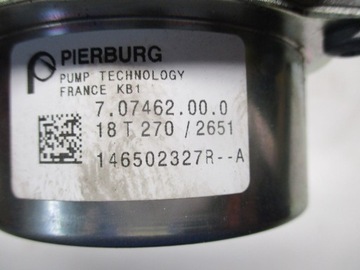 PIERBURG
PUMP TECHNOLOGY
FRANCE KB1
7.07462.00.0
18 T 270 / 2651
146502327R--A